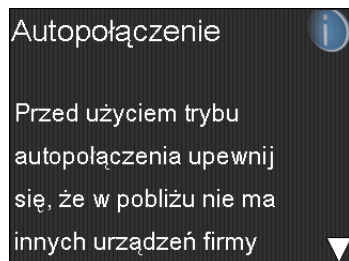 Autopołączenie
Przed użyciem trybu
autopołączenia upewnij
się, że w pobliżu nie ma
innych urządzeń firmy